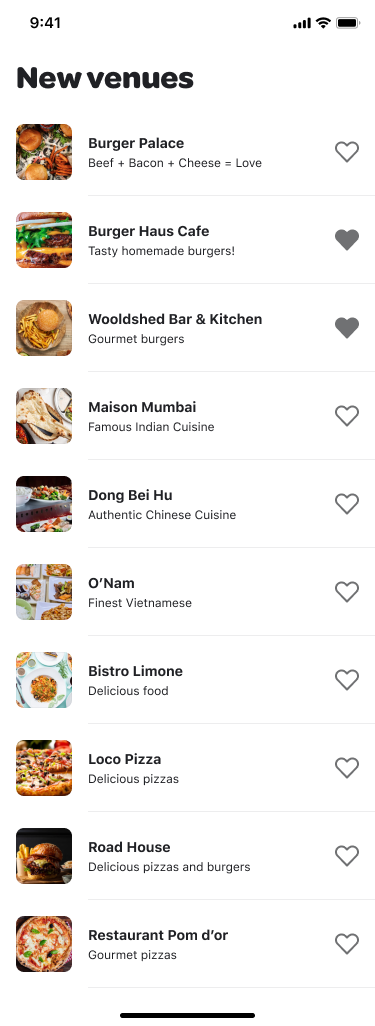 9:41
New venues
Burger Palace
Beef + Bacon + Cheese = Love
Burger Haus Cafe
Tasty homemade burgers!
Wooldshed Bar & Kitchen
Gourmet burgers
Maison Mumbai
Famous Indian Cuisine
Dong Bei Hu
Authentic Chinese Cuisine
O’Nam
Finest Vietnamese
Bistro Limone
Delicious food
Loco Pizza
Delicious pizzas
Road House
Delicious pizzas and burgers
Restaurant Pom d’or
Gourmet pizzas